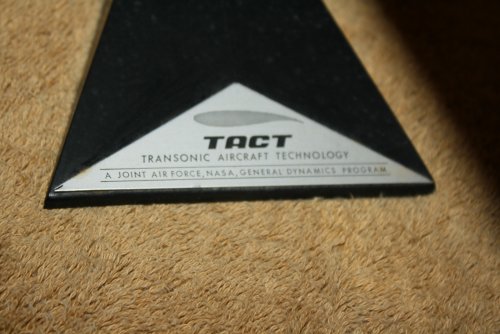 TACT
TRANSONIC AIRCRAFT TECHNOLOGY
A JOINT AIR FORCE, NASA, GENERAL DYNAMICS PROGRAM